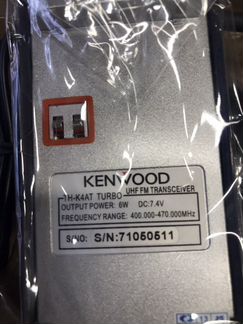 KENWOOD
UHF FM TRANSCEIVER
TH-K4AT TURBO
OUTPUT POWER: 6W DC:7.4V
FREQUENCY RANGE: 400.000-470.000MHz
S/NO: S/N:71050511